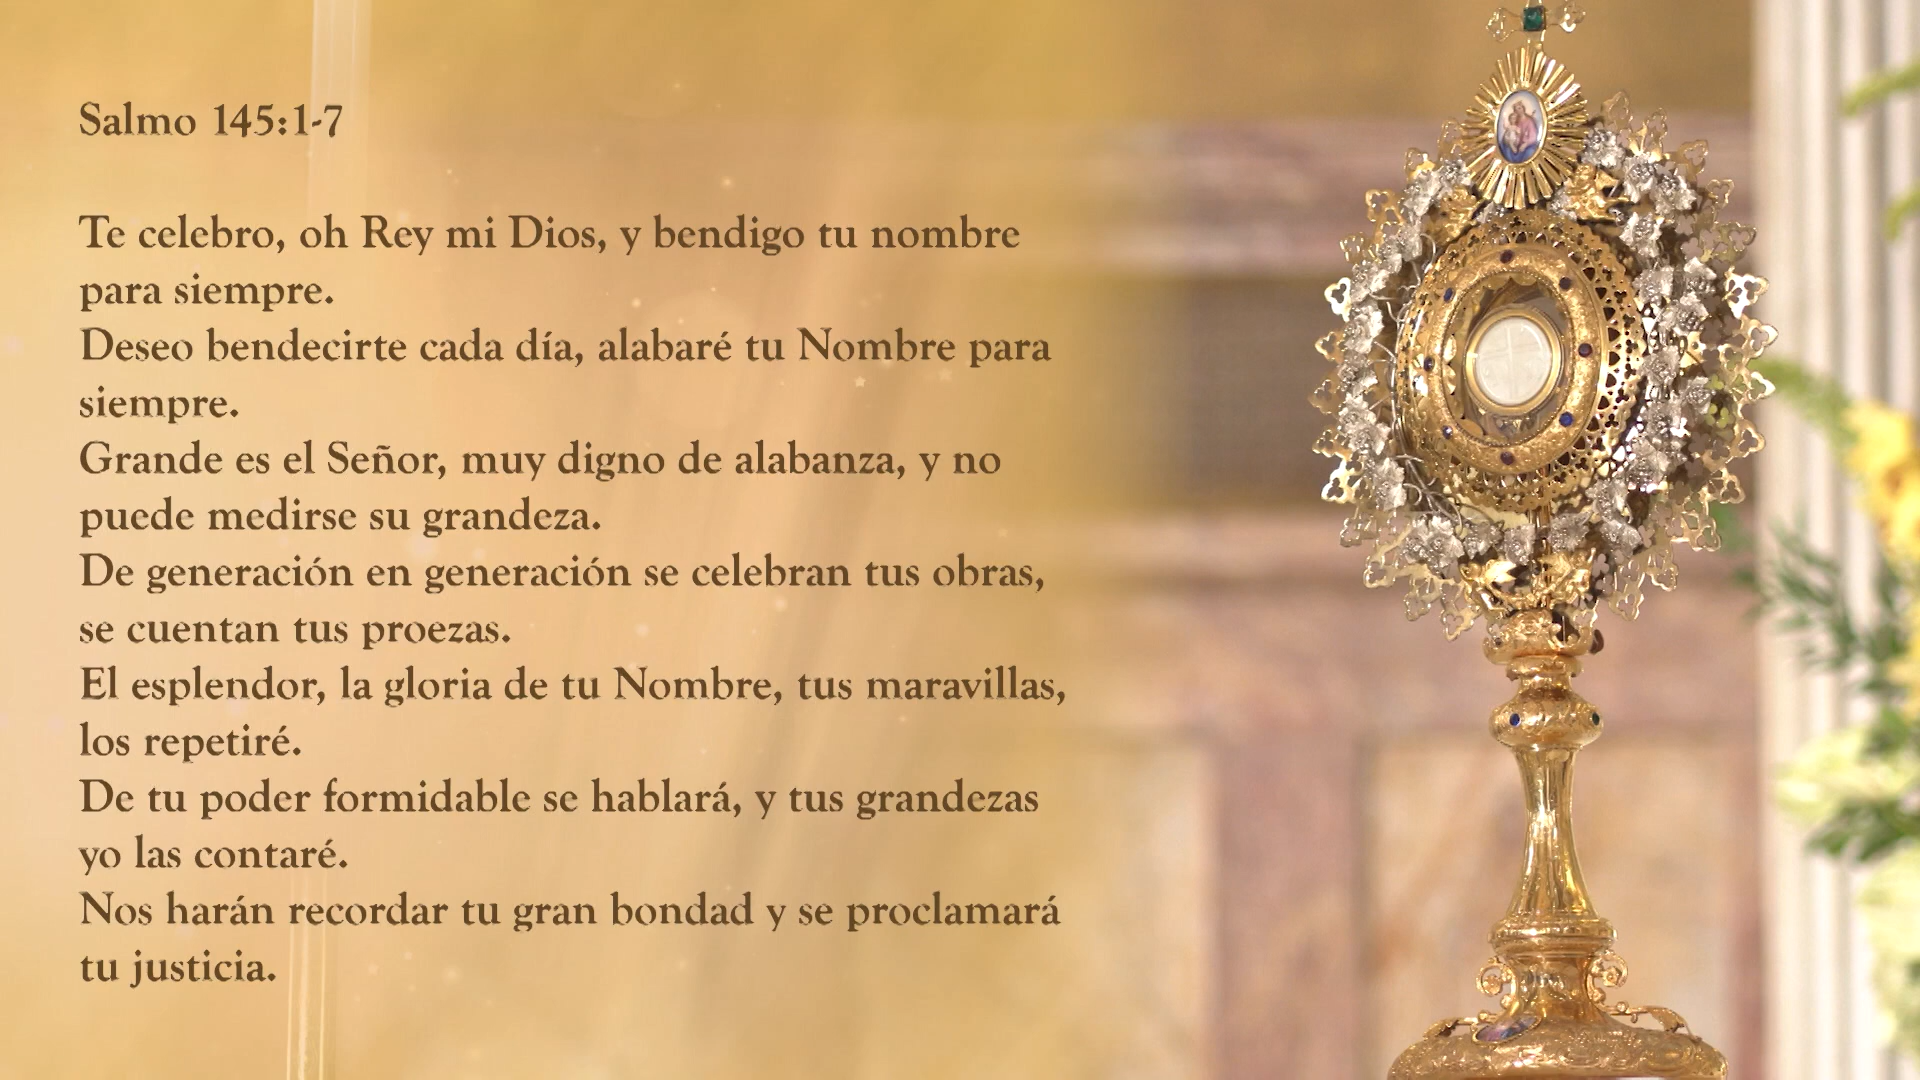 Salmo 145:1-7
Te celebro, oh Rey mi Dios, y bendigo tu nombre
para siempre.
Deseo bendecirte cada día, alabaré tu Nombre para
siempre.
Grande es el Señor, muy digno de alabanza, y no
puede medirse su grandeza.
De generación en generación se celebran tus obras,
se cuentan tus proezas.
El esplendor, la gloria de tu Nombre, tus maravillas,
los repetiré.
De tu poder formidable se hablará, y tus grandezas
yo las contaré.
Nos harán recordar tu gran bondad y se proclamará
tu justicia.